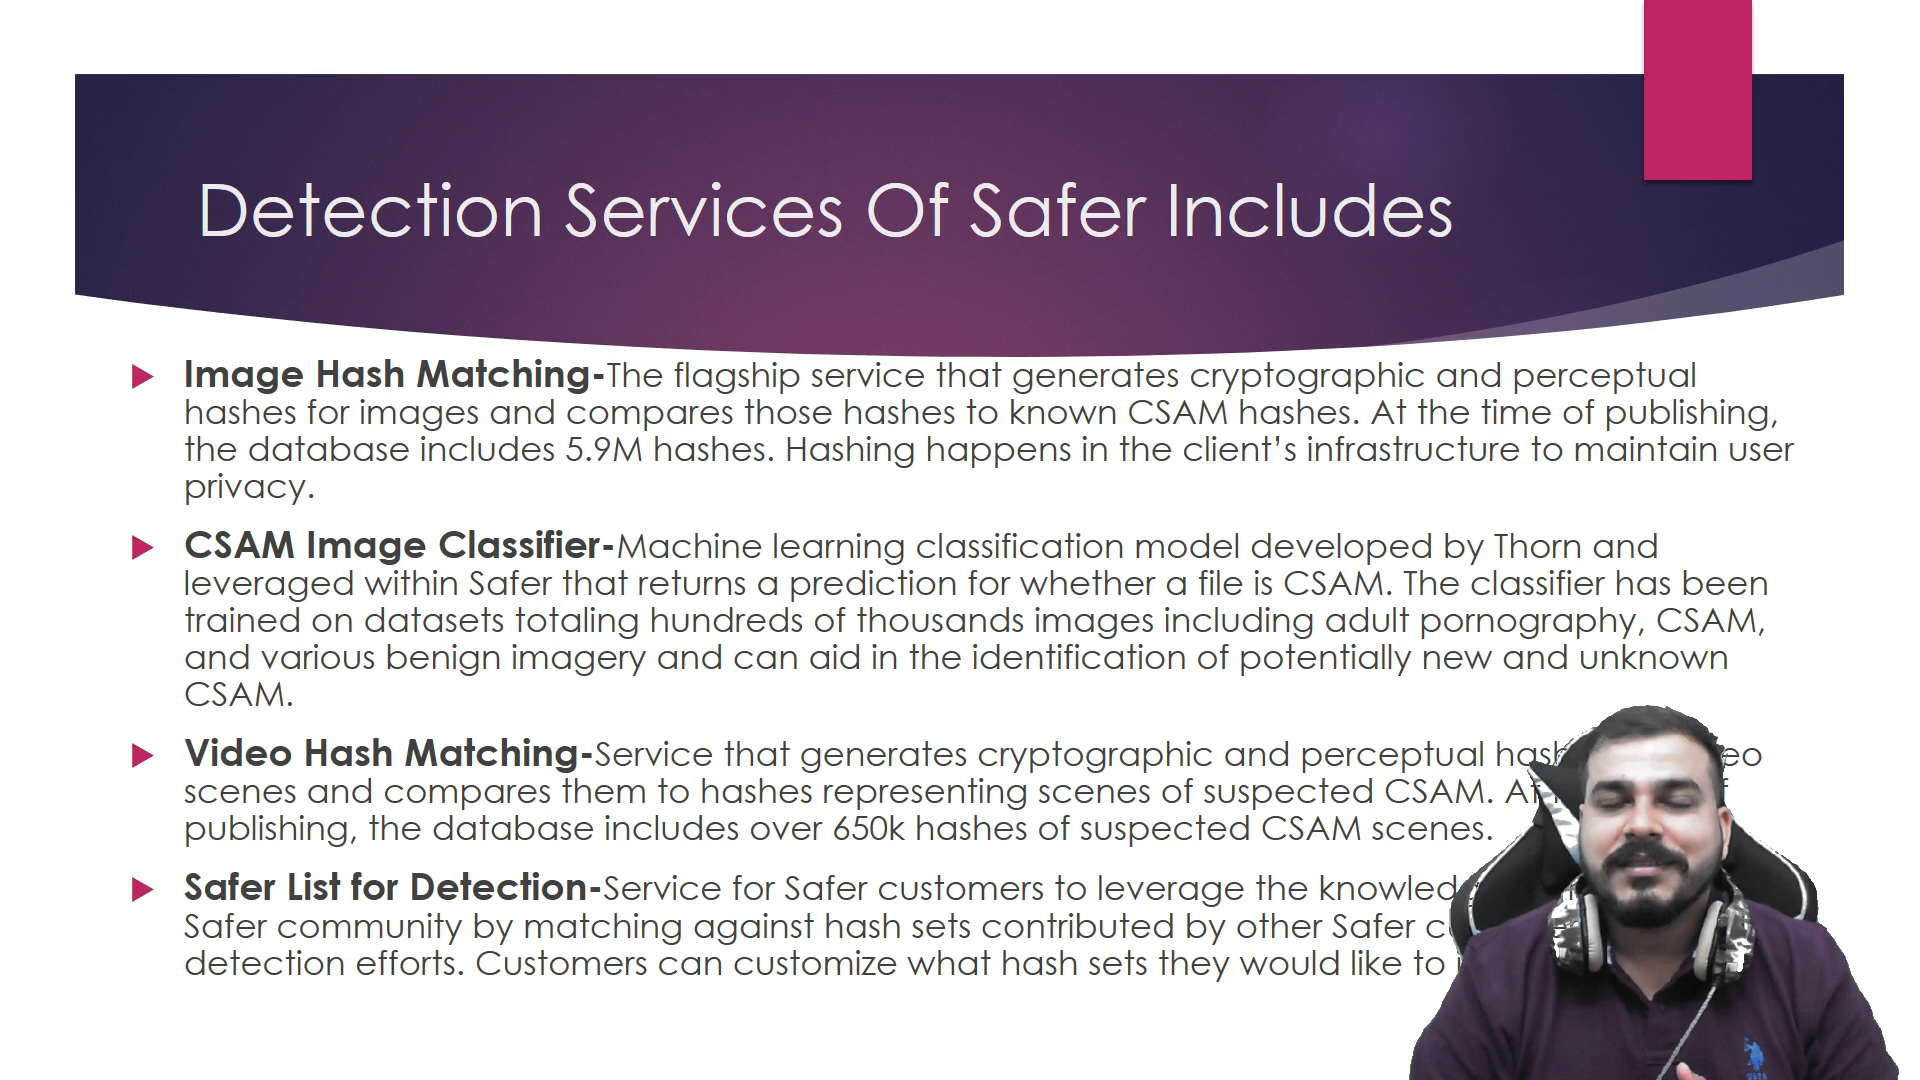 Detection Services Of Safer Includes
Image Hash Matching-The flagship service that generates cryptographic and perceptual
hashes for images and compares those hashes to known CSAM hashes. At the time of publishing,
the database includes 5.9M hashes. Hashing happens in the client's infrastructure to maintain user
privacy.
CSAM Image Classifier-Machine learning classification model developed by Thorn and
leveraged within Safer that returns a prediction for whether a file is CSAM. The classifier has been
trained on datasets totaling hundreds of thousands images including adult pornography, CSAM,
and various benign imagery and can aid in the identification of potentially new and unknown
CSAM.
Video Hash Matching-Service that generates cryptographic and perceptual
scenes and compares them to hashes representing scenes of suspected CSAM.
publishing, the database includes over 650k hashes of suspected CSAM scenes.
Safer List for Detection-Service for Safer customers to leverage the
Safer community by matching against hash sets contributed by other Safer
detection efforts. Customers can customize what hash sets they would like to